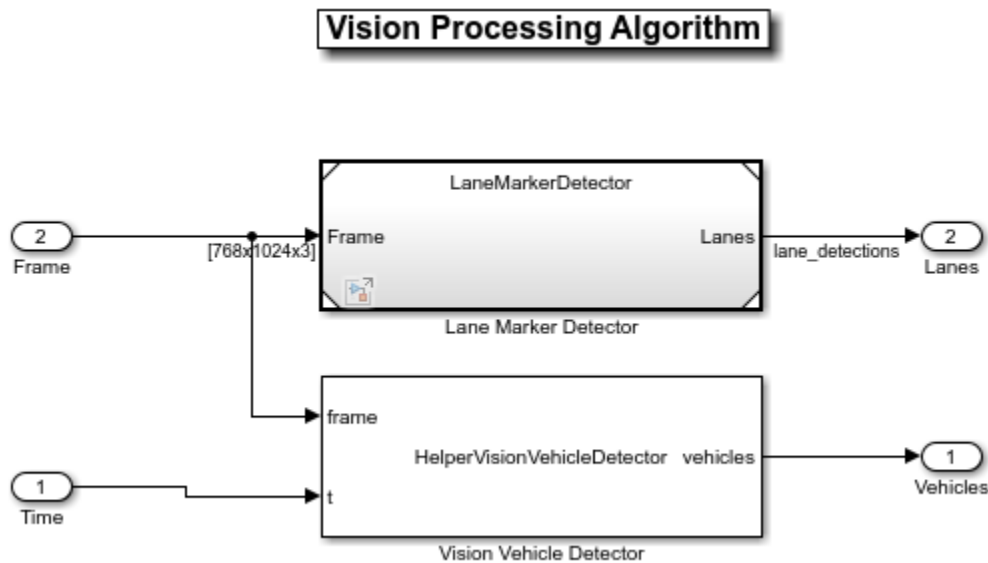 Vision Processing Algorithm
LaneMarkerDetector
2
Frame
[768x1024x3]
Frame
Lanes
lane_detections
2
Lanes
Lane Marker Detector
frame
HelperVisionVehicleDetector
vehicles
1
Vehicles
1
Time
t
Vision Vehicle Detector